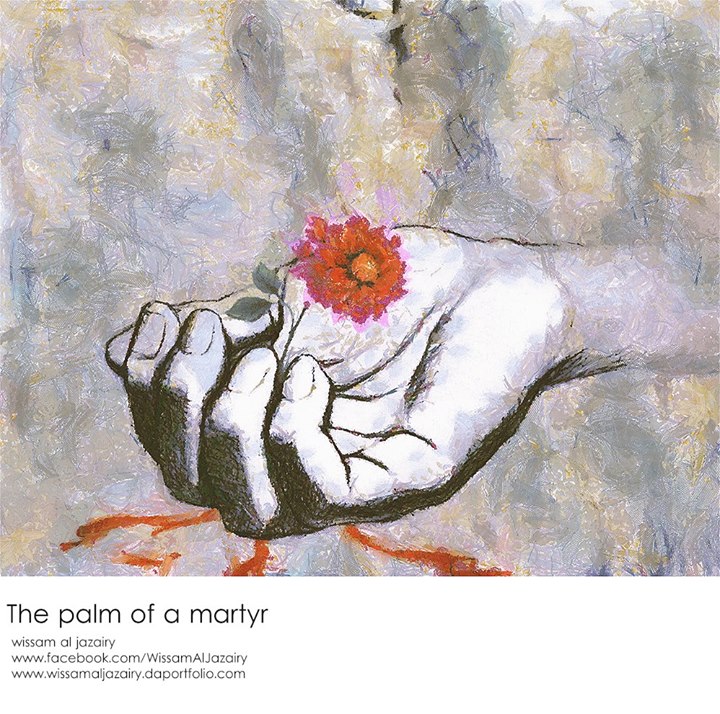 The palm of a martyr
wissam al jazairy
www.facebook.com/WissamAlJazairy
www.wissamaljazairy.daportfolio.com